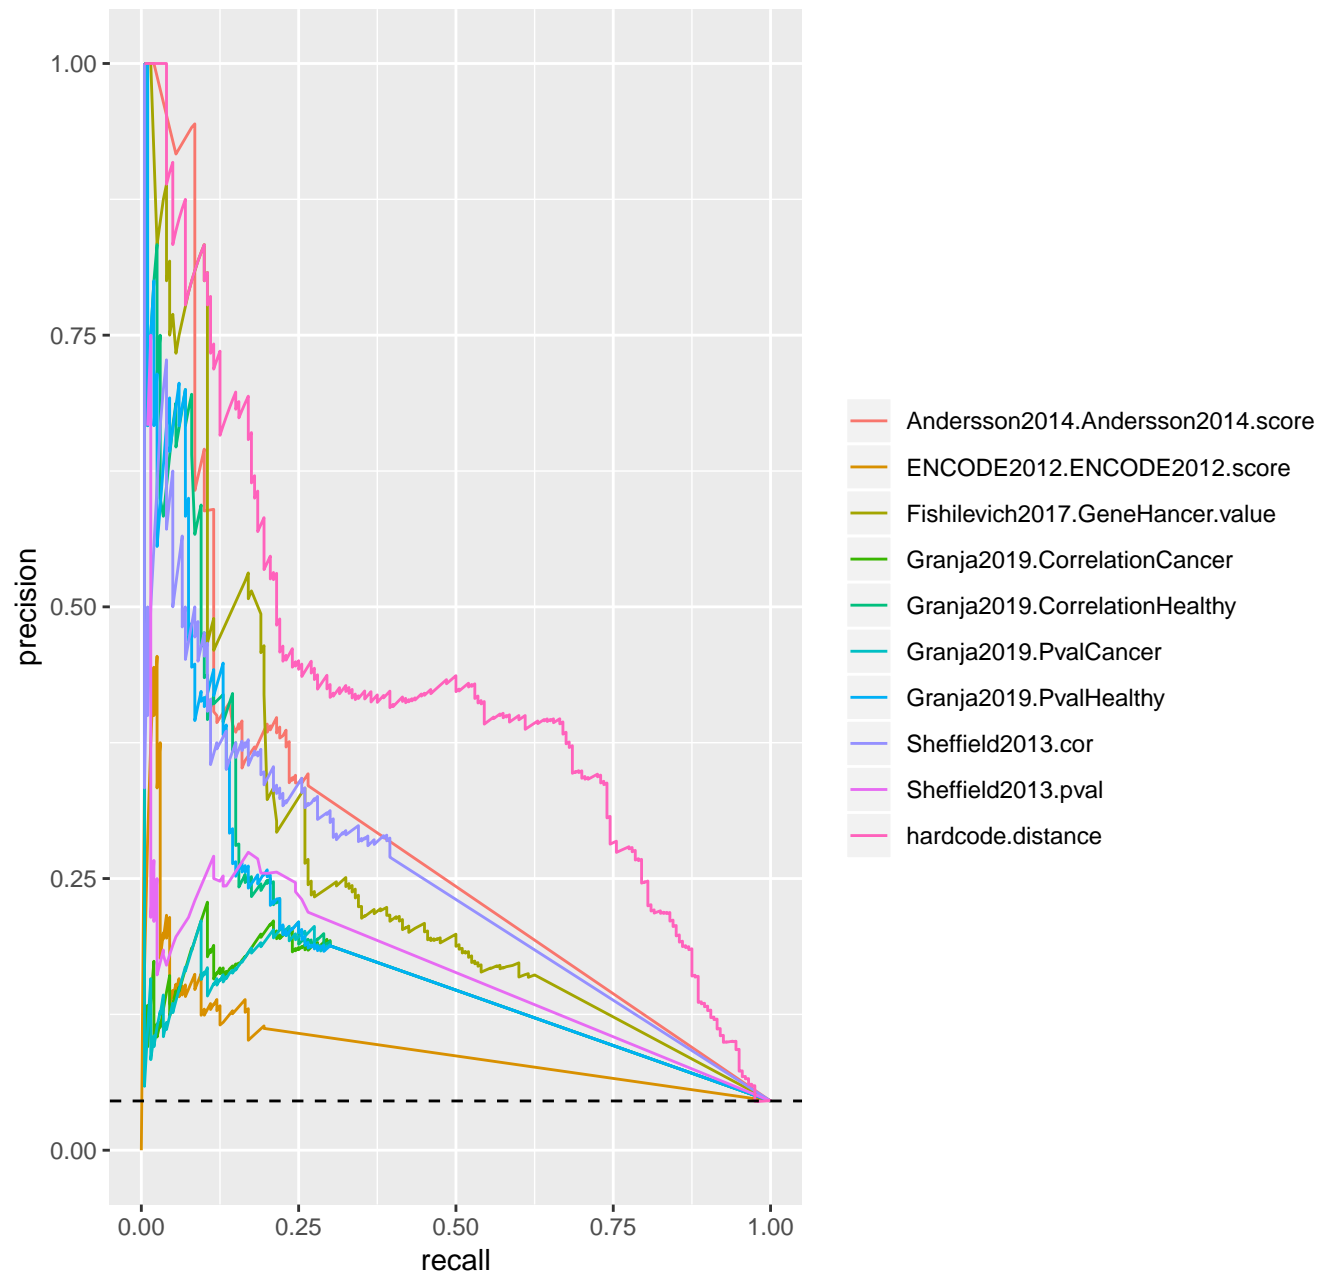 precision
1.00
0.75
0.50
0.25
0.00
0.00
0.25
0.50
0.75
1.00
recall
Andersson2014.Andersson2014.score
ENCODE2012.ENCODE2012.score
Fishilevich2017.GeneHancer.value
Granja2019.CorrelationCancer
Granja2019.CorrelationHealthy
Granja2019.PvalCancer
Granja2019.PvalHealthy
Sheffield2013.cor
Sheffield2013.pval
hardcode.distance